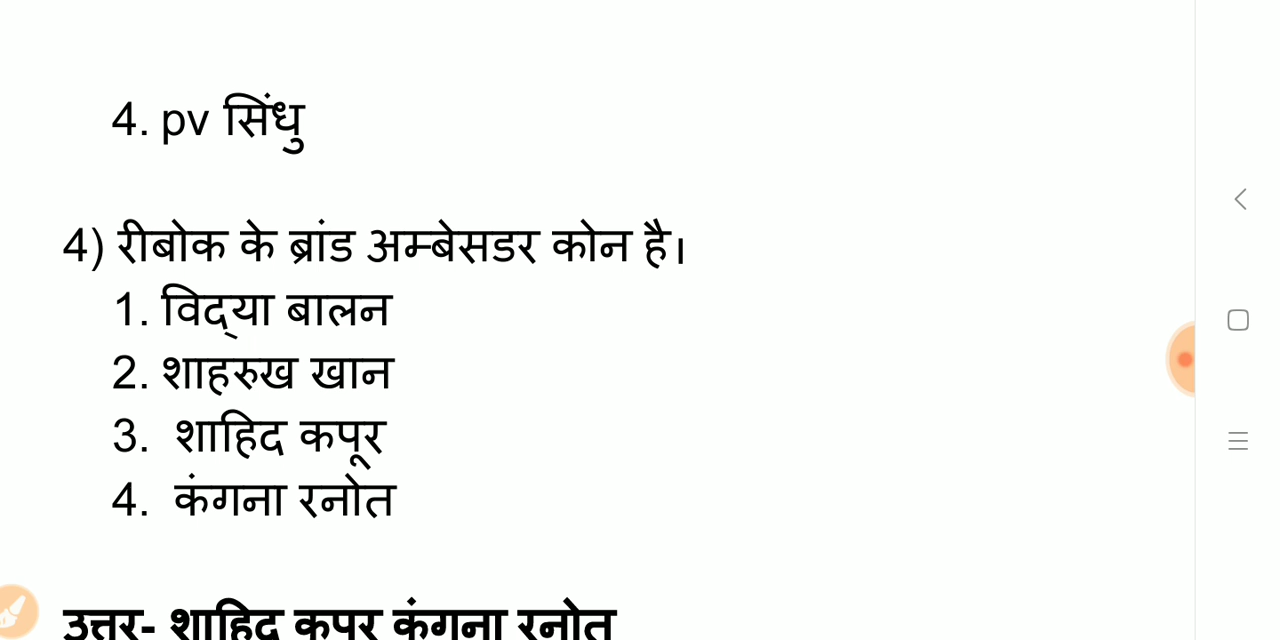 4. pv सिंधु
4) रीबोक के ब्रांड अम्बेसडर कोन है।
1. विद्या बालन
2. शाहरुख खान
3. शाहिद कपूर
4. कंगना रनोत
उत्तर- शाहिद कपूर कंगना रनोत